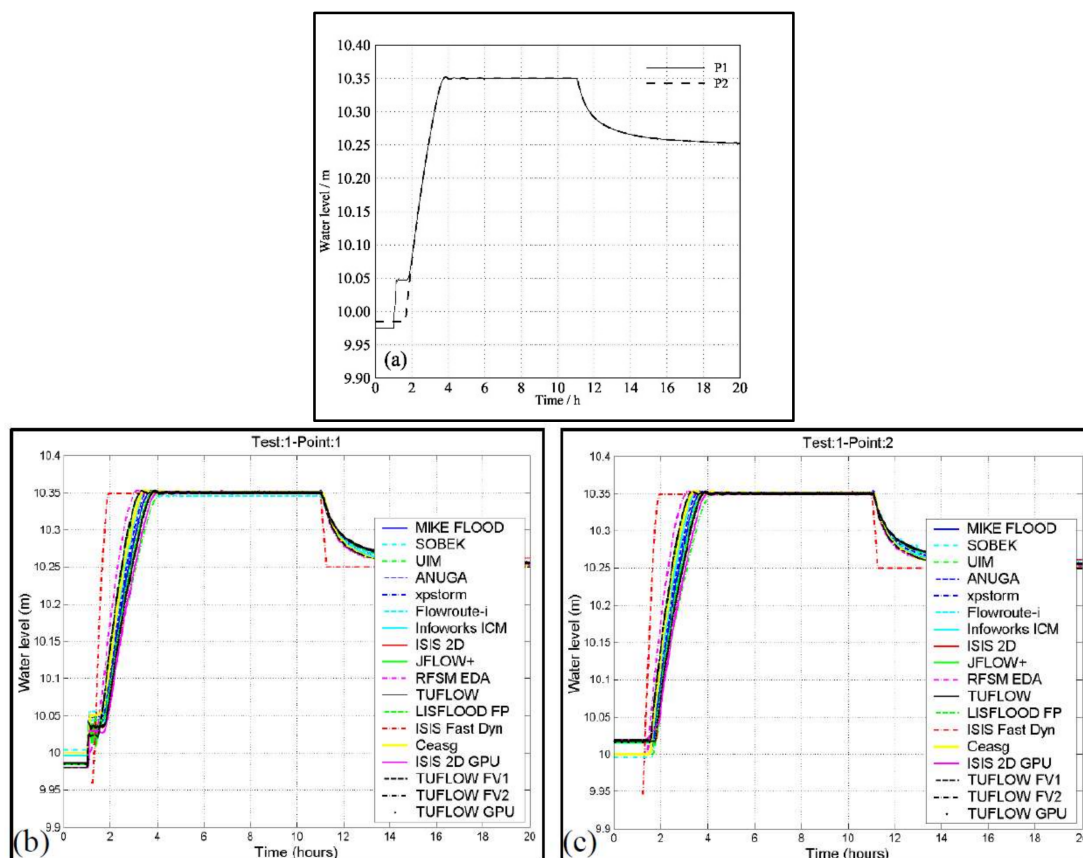 10.40
10.35
10.30
10.25
10.20
10.15
10.10
10.05
10.00
9.95
9.90
Water level / m
P1
P2
(a)
0 2 4 6 8 10 12 14 16 18 20
Time / h
Test:1-Point:1
10.4
10.35
10.3
10.25
10.2
10.15
10.1
10.05
10
9.95
9.9
Water level (m)
MIKE FLOOD
SOBEK
UIM
ANUGA
xpstorm
Flowroute-i
Infoworks ICM
ISIS 2D
JFLOW+
RFSM EDA
TUFLOW
LISFLOOD FP
ISIS Fast Dyn
Ceasg
ISIS 2D GPU
TUFLOW FV1
TUFLOW FV2
TUFLOW GPU
0 2 4 6 8 10 12 14 16 18 20
Time (hours)
(b)
Test:1-Point:2
10.4
10.35
10.3
10.25
10.2
10.15
10.1
10.05
10
9.95
9.9
Water level (m)
MIKE FLOOD
SOBEK
UIM
ANUGA
xpstorm
Flowroute-i
Infoworks ICM
ISIS 2D
JFLOW+
RFSM EDA
TUFLOW
LISFLOOD FP
ISIS Fast Dyn
Ceasg
ISIS 2D GPU
TUFLOW FV1
TUFLOW FV2
TUFLOW GPU
0 2 4 6 8 10 12 14 16 18
Time (hours)
(c)